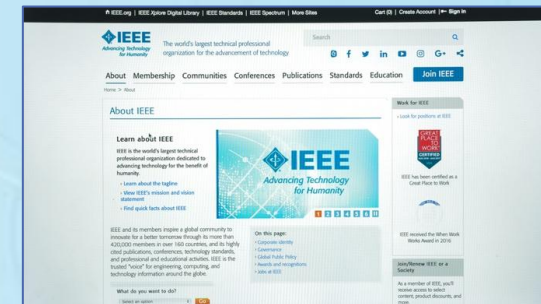 IEEE.org | IEEE Xplore Digital Library | IEEE Standards | IEEE Spectrum | More Sites
Cart (0) | Create Account | Sign In
IEEE
Advancing Technology
for Humanity
The world's largest technical professional
organization for the advancement of technology
Search
G+
About Membership Communities Conferences Publications Standards Education
Join IEEE
Home > About
About IEEE
Learn about IEEE
IEEE is the world's largest technical
professional organization dedicated to
advancing technology for the benefit of
humanity.
› Learn about the tagline
› View IEEE's mission and vision
statement
› Find quick facts about IEEE
IEEE
Advancing Technology
for Humanity
1 2 3 4 5 6
IEEE and its members inspire a global community to
innovate for a better tomorrow through its more than
420,000 members in over 160 countries, and its highly
cited publications, conferences, technology standards,
and professional and educational activities. IEEE is the
trusted "voice" for engineering, computing, and
technology information around the globe.
On this page:
› Corporate identity
› Governance
› Global Public Policy
› Awards and recognitions
› Jobs at IEEE
What do you want to do?
Select an option
Go
Work for IEEE
› Look for positions at IEEE
GREAT
PLACE
TO
WORK
CERTIFIED
IEEE has been certified as a
Great Place to Work
IEEE received the When Work
Works Award in 2016
Join/Renew IEEE or a
Society
As a member of IEEE, you'll
receive access to select
content, product discounts, and
more.